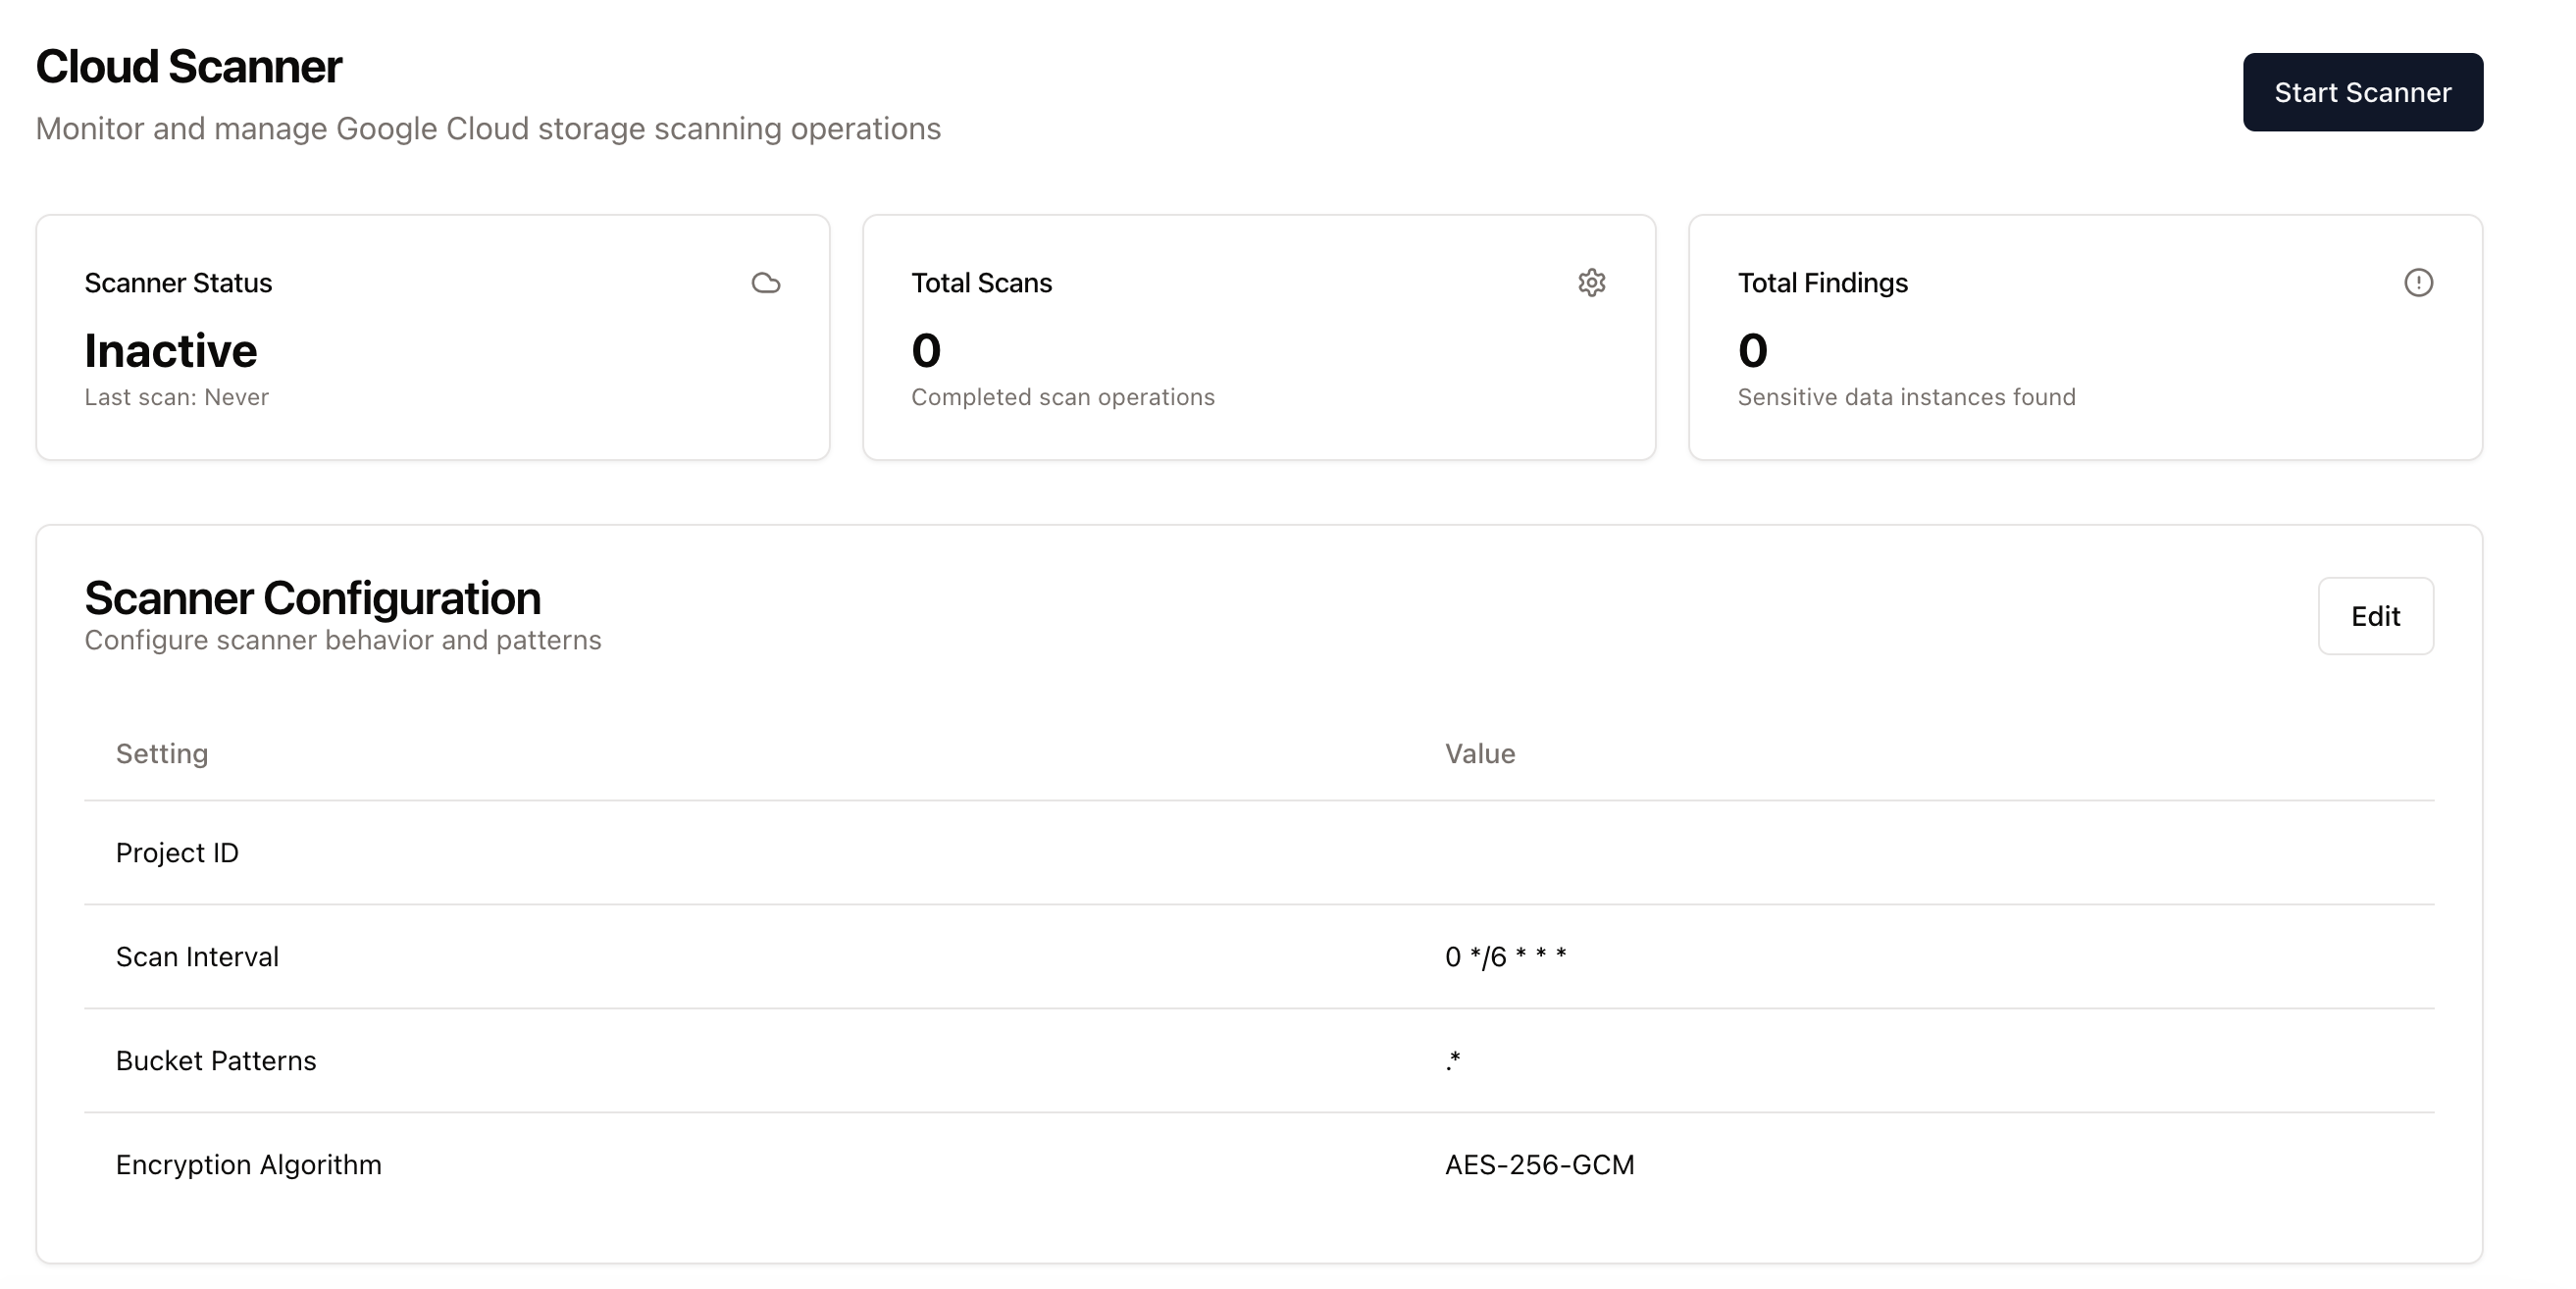 Cloud Scanner
Monitor and manage Google Cloud storage scanning operations
Start Scanner
Scanner Status
Inactive
Last scan: Never
Total Scans
0
Completed scan operations
Total Findings
0
Sensitive data instances found
Scanner Configuration
Configure scanner behavior and patterns
Edit
Setting Value
Project ID
Scan Interval 0 */6 * * *
Bucket Patterns .*
Encryption Algorithm AES-256-GCM